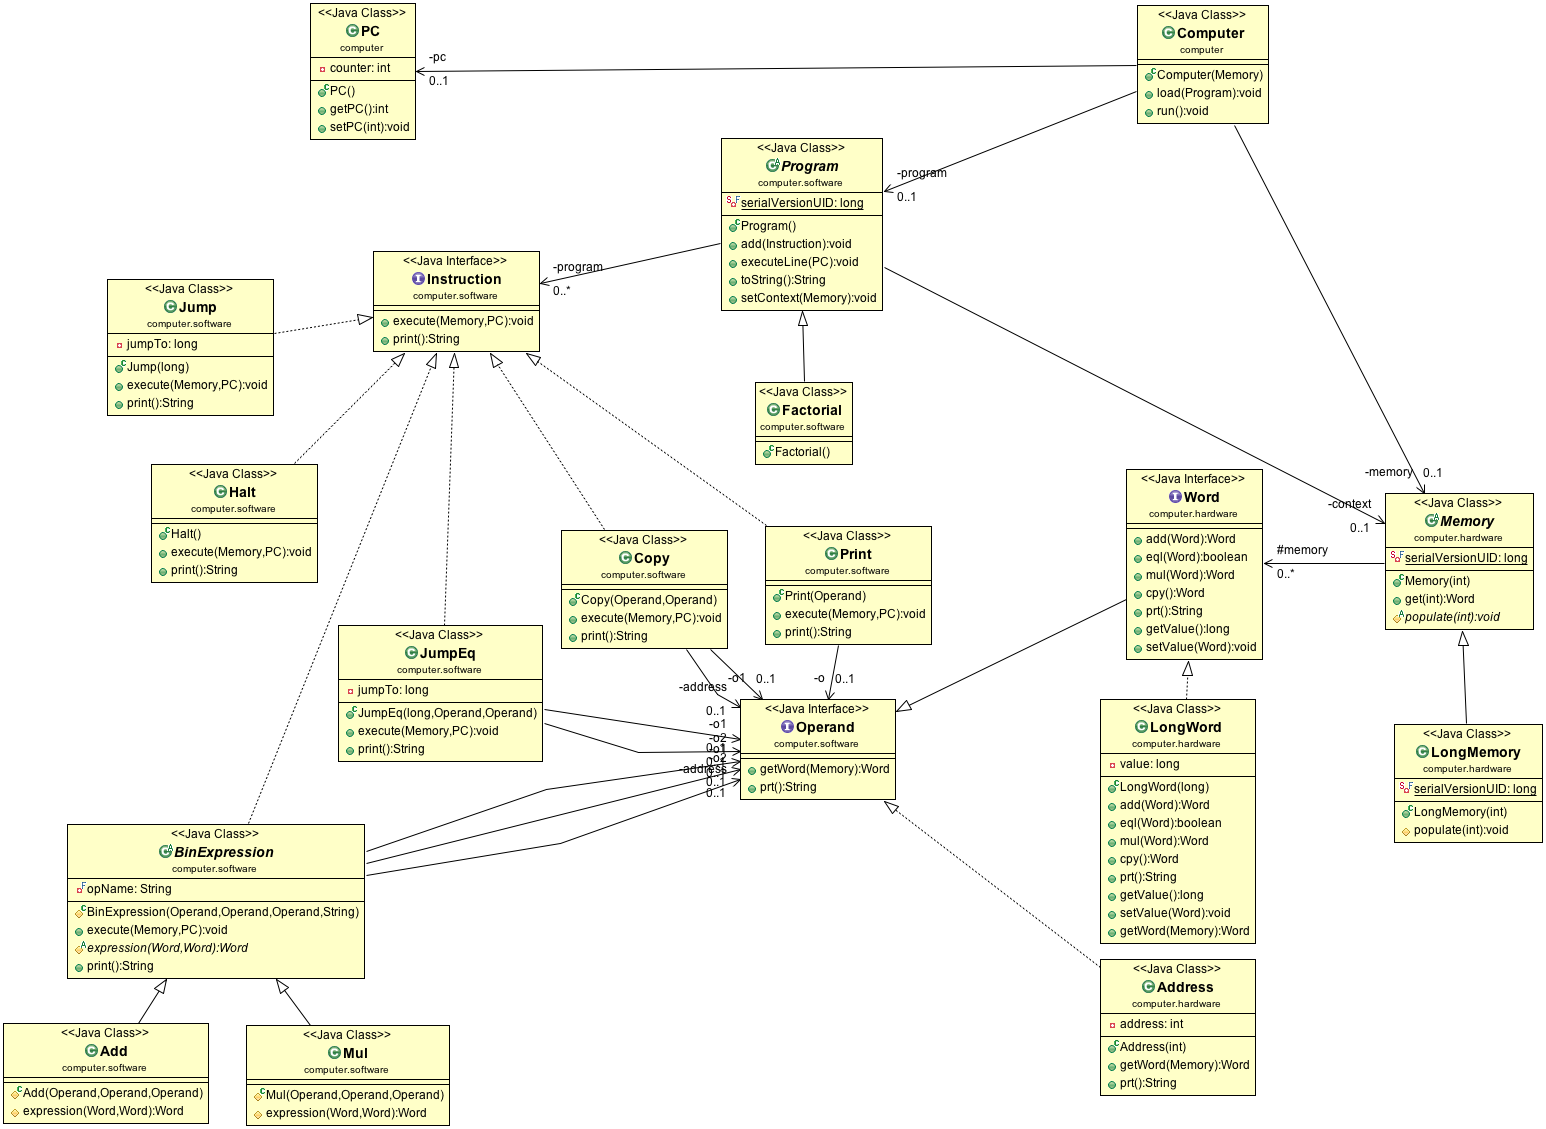 <<Java Class>>
PC
computer
counter: int
PC()
getPC():int
setPC(int):void
-pc
0..1
<<Java Class>>
Computer
computer
Computer(Memory)
load(Program):void
run():void
<<Java Class>>
Program
computer.software
serialVersionUID: long
Program()
add(Instruction):void
executeLine(PC):void
toString():String
setContext(Memory):void
-program
0..1
<<Java Interface>>
Instruction
computer.software
execute(Memory,PC):void
print():String
-program
0..*
<<Java Class>>
Jump
computer.software
jumpTo: long
Jump(long)
execute(Memory,PC):void
print():String
<<Java Class>>
Factorial
computer.software
Factorial()
<<Java Class>>
Halt
computer.software
Halt()
execute(Memory,PC):void
print():String
<<Java Class>>
Copy
computer.software
Copy(Operand,Operand)
execute(Memory,PC):void
print():String
<<Java Class>>
Print
computer.software
Print(Operand)
execute(Memory,PC):void
print():String
<<Java Interface>>
Word
computer.hardware
add(Word):Word
eql(Word):boolean
mul(Word):Word
cpy():Word
prt():String
getValue():long
setValue(Word):void
-memory
0..1
-context
0..1
#memory
0..*
<<Java Class>>
Memory
computer.hardware
serialVersionUID: long
Memory(int)
get(int):Word
populate(int):void
<<Java Class>>
JumpEq
computer.software
jumpTo: long
JumpEq(long,Operand,Operand)
execute(Memory,PC):void
print():String
-address
0..1
-o1
0..1
-o
0..1
-o1
-o2
0..1
-o1
-o2
-address
0..1
0..1
<<Java Interface>>
Operand
computer.software
getWord(Memory):Word
prt():String
<<Java Class>>
LongWord
computer.hardware
value: long
LongWord(long)
add(Word):Word
eql(Word):boolean
mul(Word):Word
cpy():Word
prt():String
getValue():long
setValue(Word):void
getWord(Memory):Word
<<Java Class>>
LongMemory
computer.hardware
serialVersionUID: long
LongMemory(int)
populate(int):void
<<Java Class>>
BinExpression
computer.software
opName: String
BinExpression(Operand,Operand,Operand,String)
execute(Memory,PC):void
expression(Word,Word):Word
print():String
<<Java Class>>
Address
computer.hardware
address: int
Address(int)
getWord(Memory):Word
prt():String
<<Java Class>>
Add
computer.software
Add(Operand,Operand,Operand)
expression(Word,Word):Word
<<Java Class>>
Mul
computer.software
Mul(Operand,Operand,Operand)
expression(Word,Word):Word